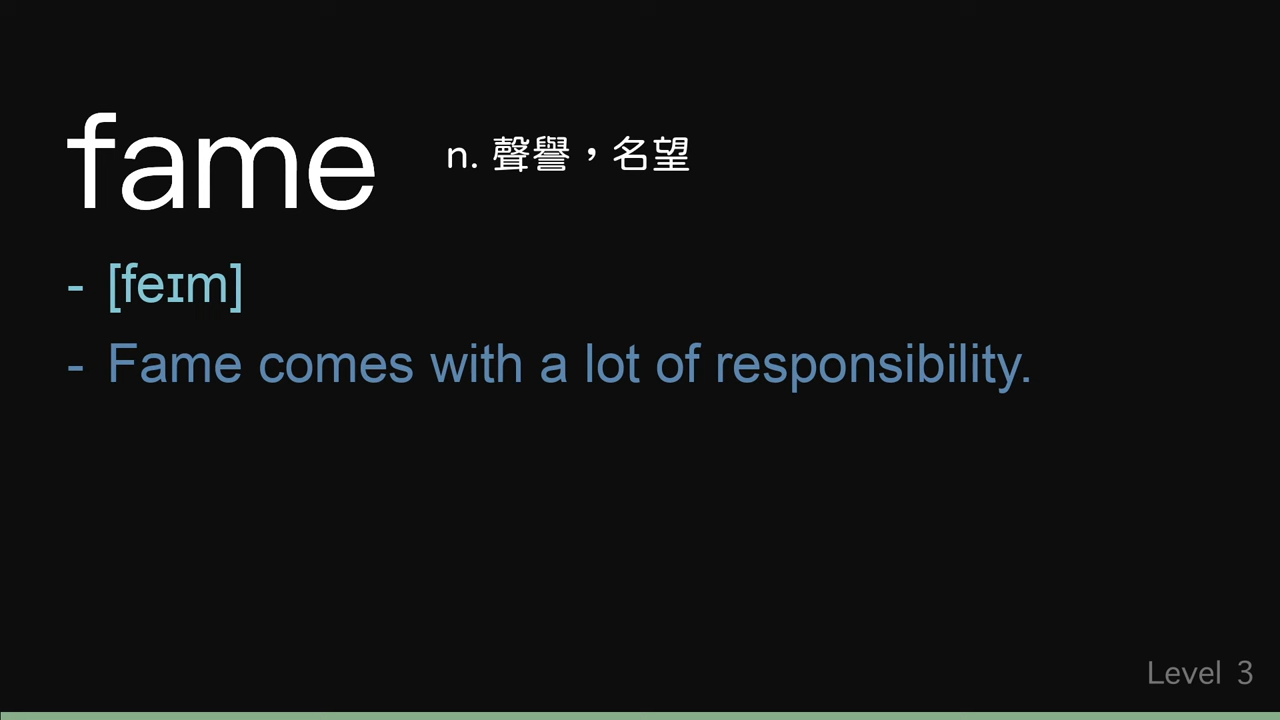 fame n. 聲譽，名望
- [feɪm]
- Fame comes with a lot of responsibility.
Level 3